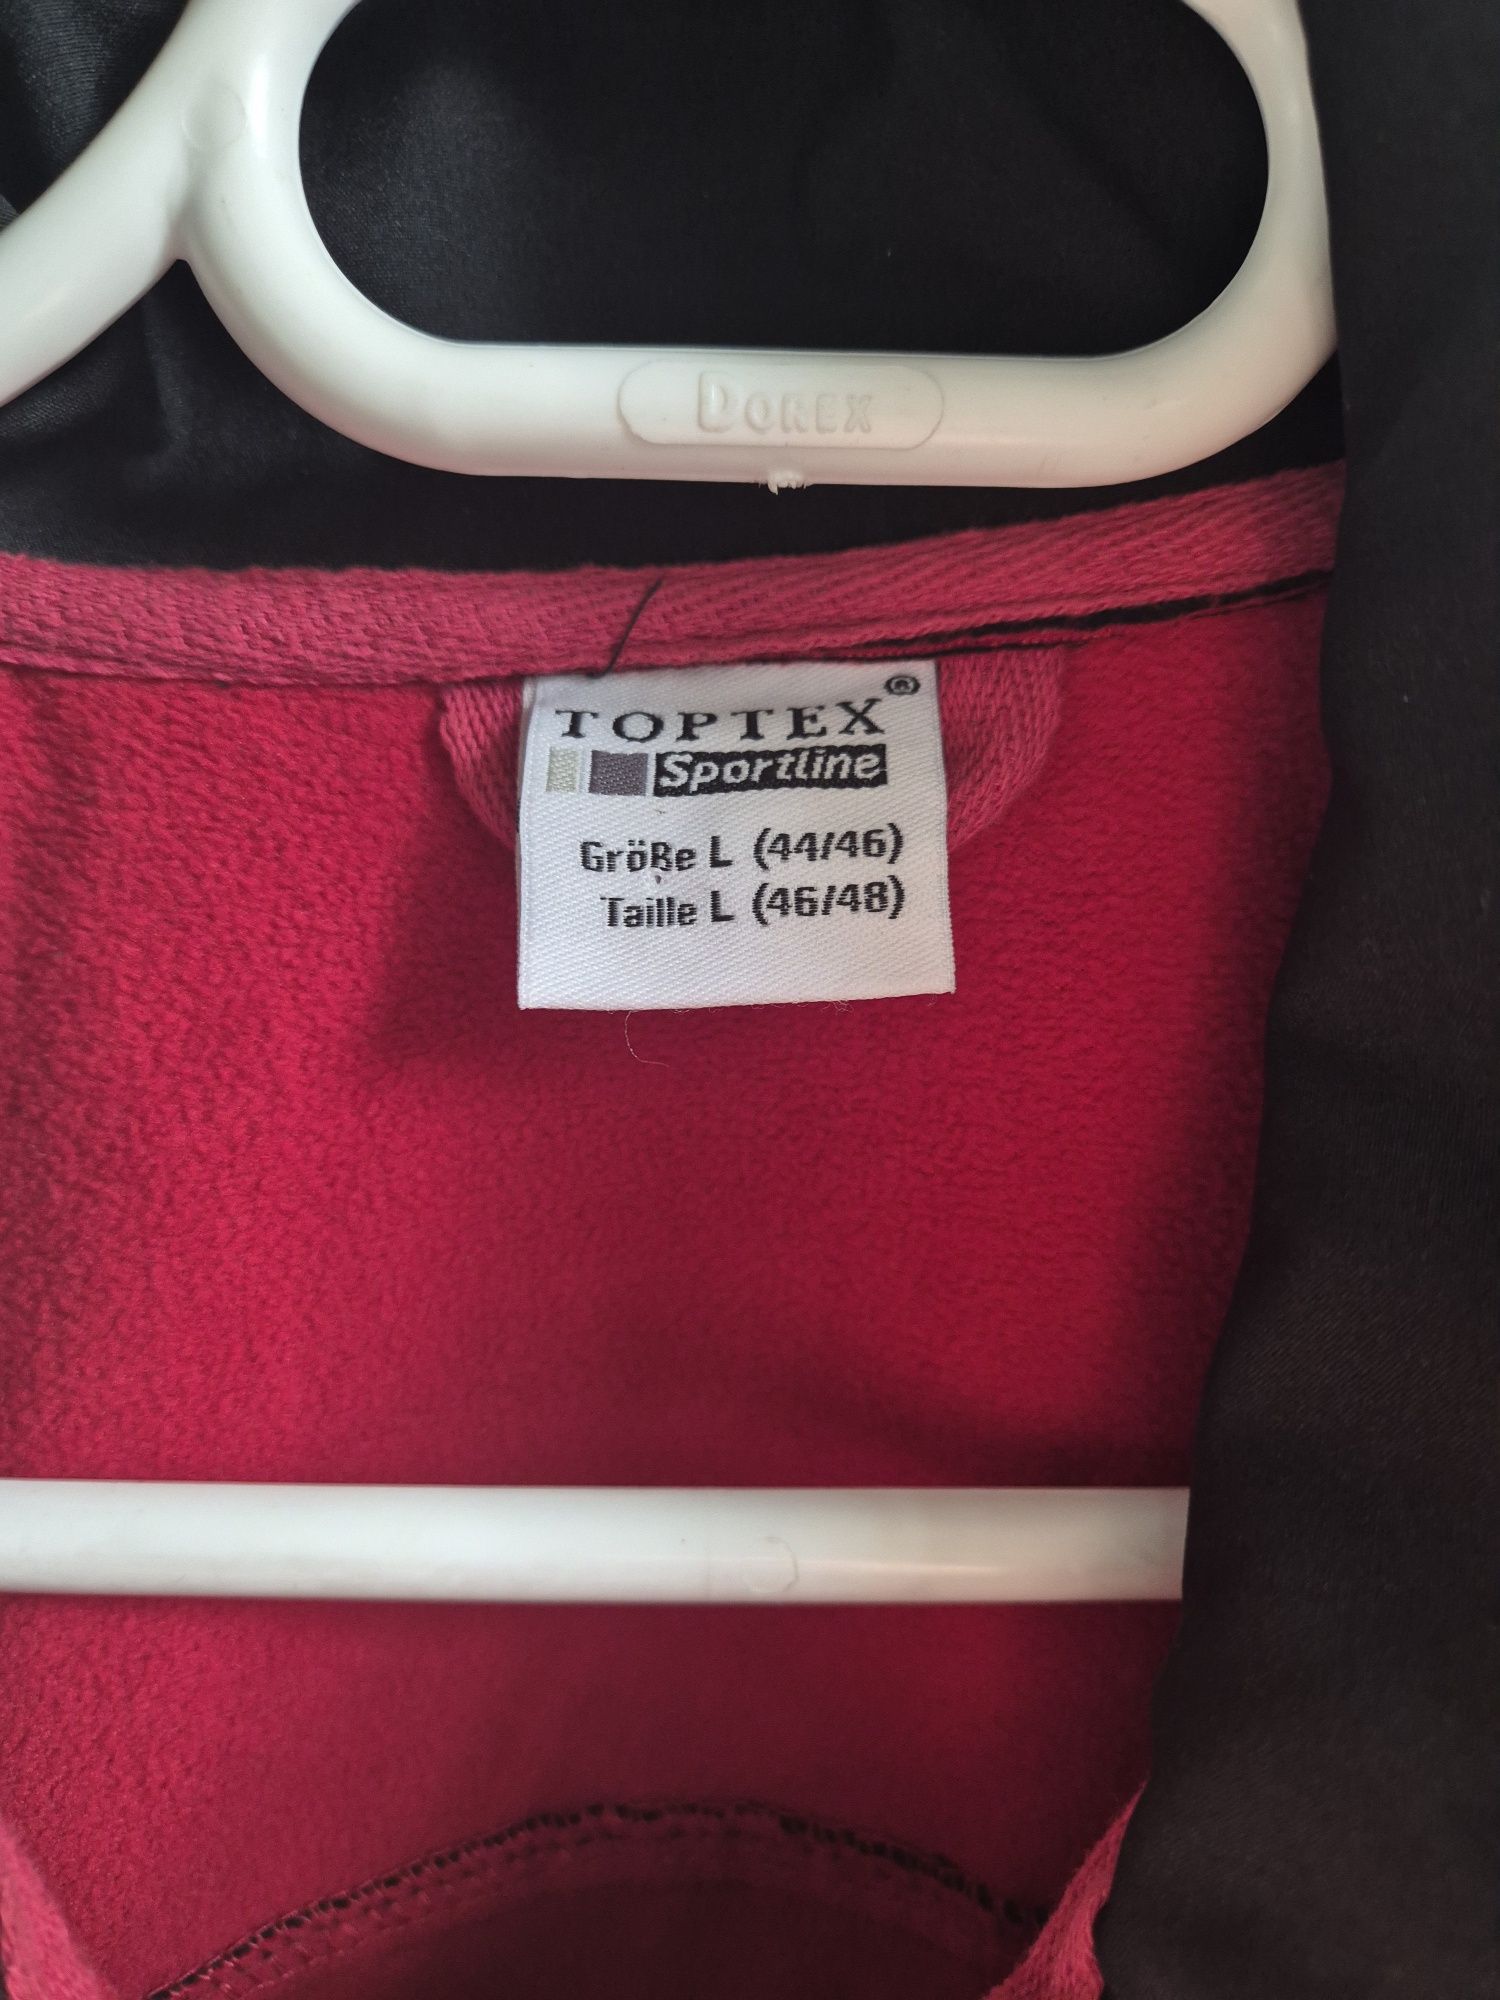 DOREX
TOPTEX®
Sportline
Größe L (44/46)
Taille L (46/48)